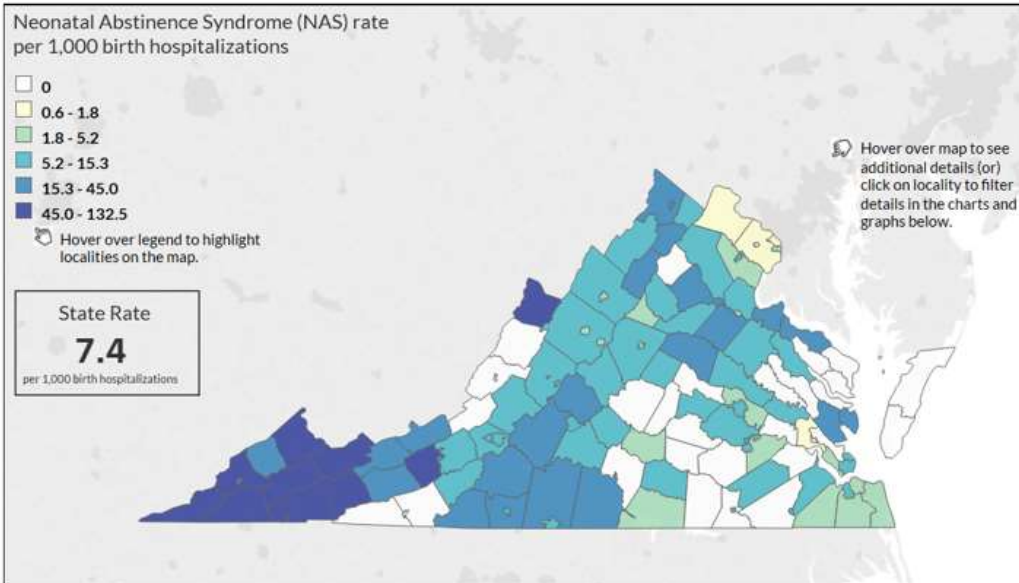 Neonatal Abstinence Syndrome (NAS) rate
per 1,000 birth hospitalizations
0
0.6 - 1.8
1.8 - 5.2
5.2 - 15.3
15.3 - 45.0
45.0 - 132.5
Hover over legend to highlight
localities on the map.
State Rate
7.4
per 1,000 birth hospitalizations
Hover over map to see
additional details (or)
click on locality to filter
details in the charts and
graphs below.